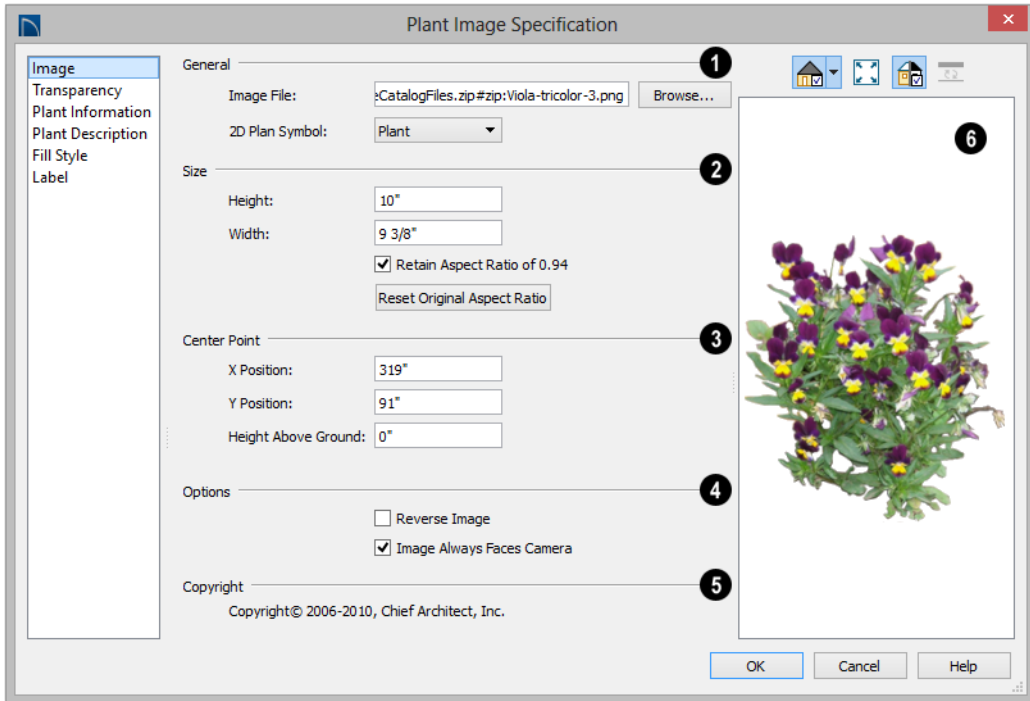 Plant Image Specification
Image
Transparency
Plant Information
Plant Description
Fill Style
Label
General
1
Image File:
:CatalogFiles.zip#zip:Viola-tricolor-3.png
Browse...
2D Plan Symbol:
Plant
Size
2
Height:
10"
Width:
9 3/8"
Retain Aspect Ratio of 0.94
Reset Original Aspect Ratio
Center Point
3
X Position:
319"
Y Position:
91"
Height Above Ground:
0"
Options
4
Reverse Image
Image Always Faces Camera
Copyright
5
Copyright© 2006-2010, Chief Architect, Inc.
6
OK
Cancel
Help